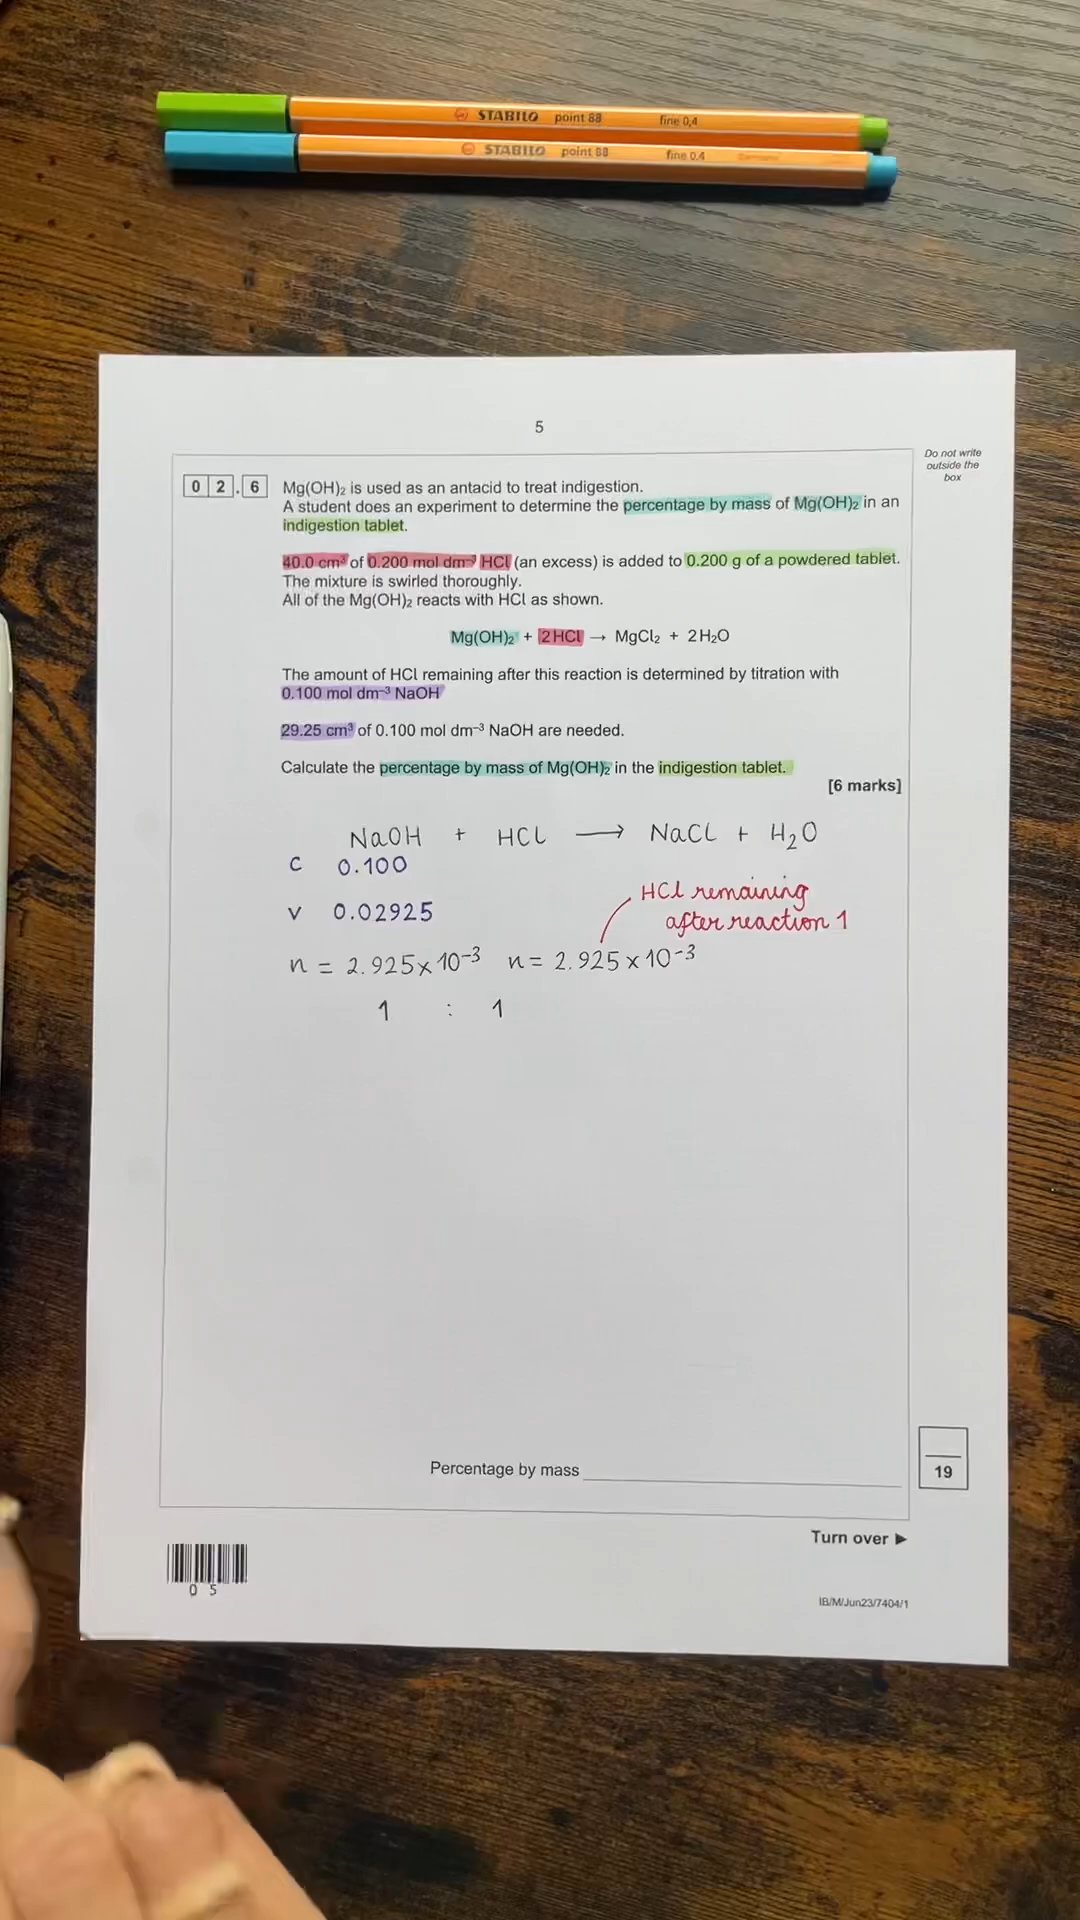 STABILO point 88 fine 0,4
STABILO point 88 fine 0.4
5
Do not write
outside the
box
0 2 . 6 Mg(OH)₂ is used as an antacid to treat indigestion.
A student does an experiment to determine the percentage by mass of Mg(OH)₂ in an
indigestion tablet.
40.0 cm³ of 0.200 mol dm⁻³ HCl (an excess) is added to 0.200 g of a powdered tablet.
The mixture is swirled thoroughly.
All of the Mg(OH)₂ reacts with HCl as shown.
Mg(OH)₂ + 2HCl → MgCl₂ + 2H₂O
The amount of HCl remaining after this reaction is determined by titration with
0.100 mol dm⁻³ NaOH
29.25 cm³ of 0.100 mol dm⁻³ NaOH are needed.
Calculate the percentage by mass of Mg(OH)₂ in the indigestion tablet.
[6 marks]
NaOH + HCl → NaCl + H₂O
c 0.100
HCl remaining
after reaction 1
v 0.02925
n = 2.925×10⁻³ n = 2.925×10⁻³
1 : 1
Percentage by mass
19
Turn over ▶
0 5
IB/M/Jun23/7404/1